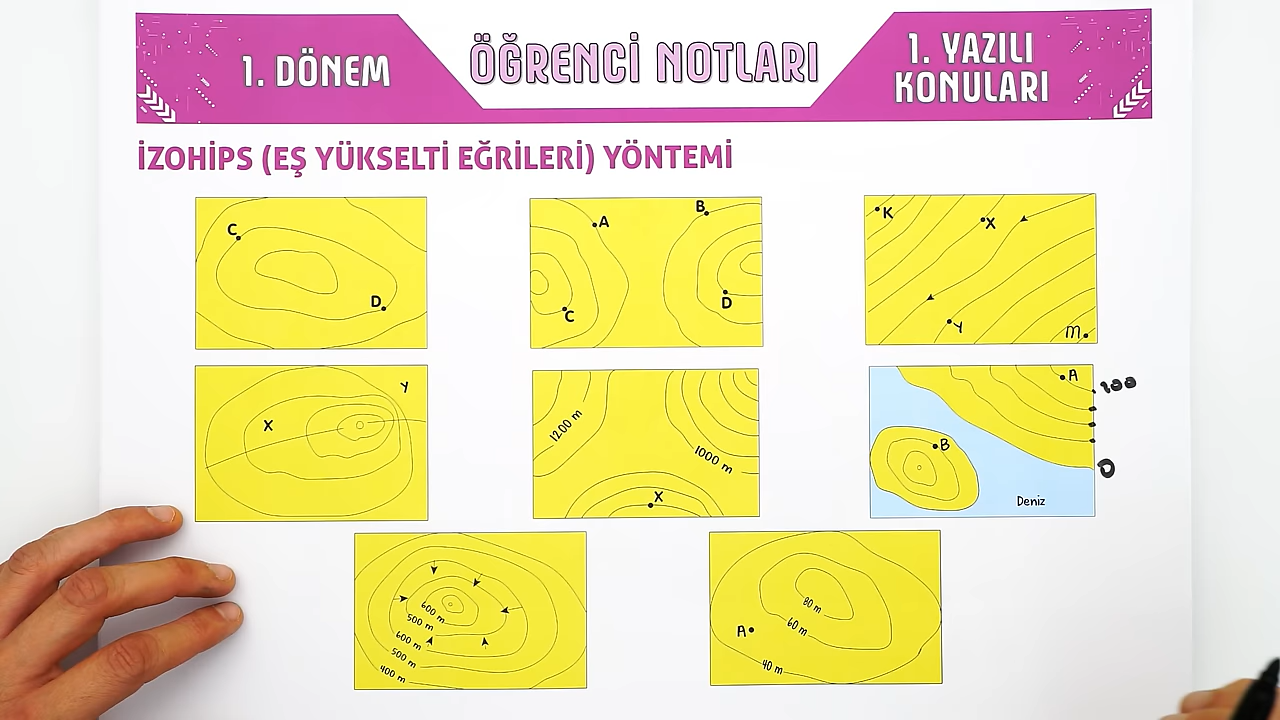 1. DÖNEM
ÖĞRENCİ NOTLARI
1. YAZILI
KONULARI
İZOHİPS (EŞ YÜKSELTİ EĞRİLERİ) YÖNTEMİ
C
D
A
B
C
D
K
X
Y
M
X
Y
1200 m
1000 m
X
A
100
B
0
Deniz
600 m
500 m
600 m
500 m
400 m
80 m
60 m
A
40 m